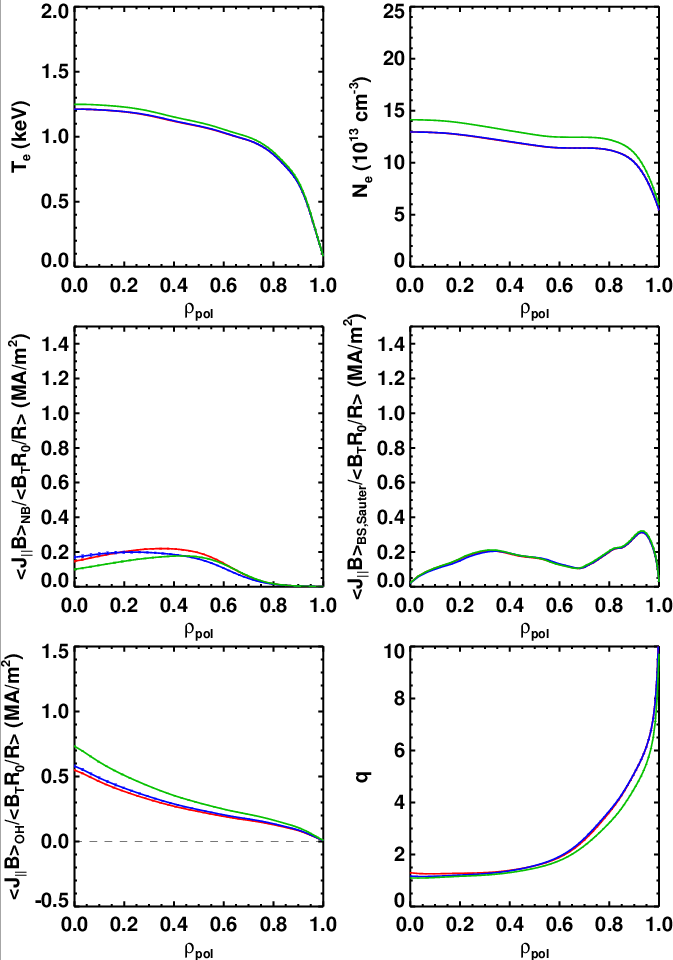 2.0
1.5
1.0
0.5
0.0
T_e (keV)
0.0 0.2 0.4 0.6 0.8 1.0
ρ_pol
25
20
15
10
5
0
N_e (10^13 cm^-3)
0.0 0.2 0.4 0.6 0.8 1.0
ρ_pol
1.4
1.2
1.0
0.8
0.6
0.4
0.2
0.0
<J_||B>_NB/<B_TR_0/R> (MA/m^2)
0.0 0.2 0.4 0.6 0.8 1.0
ρ_pol
1.4
1.2
1.0
0.8
0.6
0.4
0.2
0.0
<J_||B>_BS,Sauter/<B_TR_0/R> (MA/m^2)
0.0 0.2 0.4 0.6 0.8 1.0
ρ_pol
1.5
1.0
0.5
0.0
-0.5
<J_||B>_OH/<B_TR_0/R> (MA/m^2)
0.0 0.2 0.4 0.6 0.8 1.0
ρ_pol
10
8
6
4
2
0
q
0.0 0.2 0.4 0.6 0.8 1.0
ρ_pol